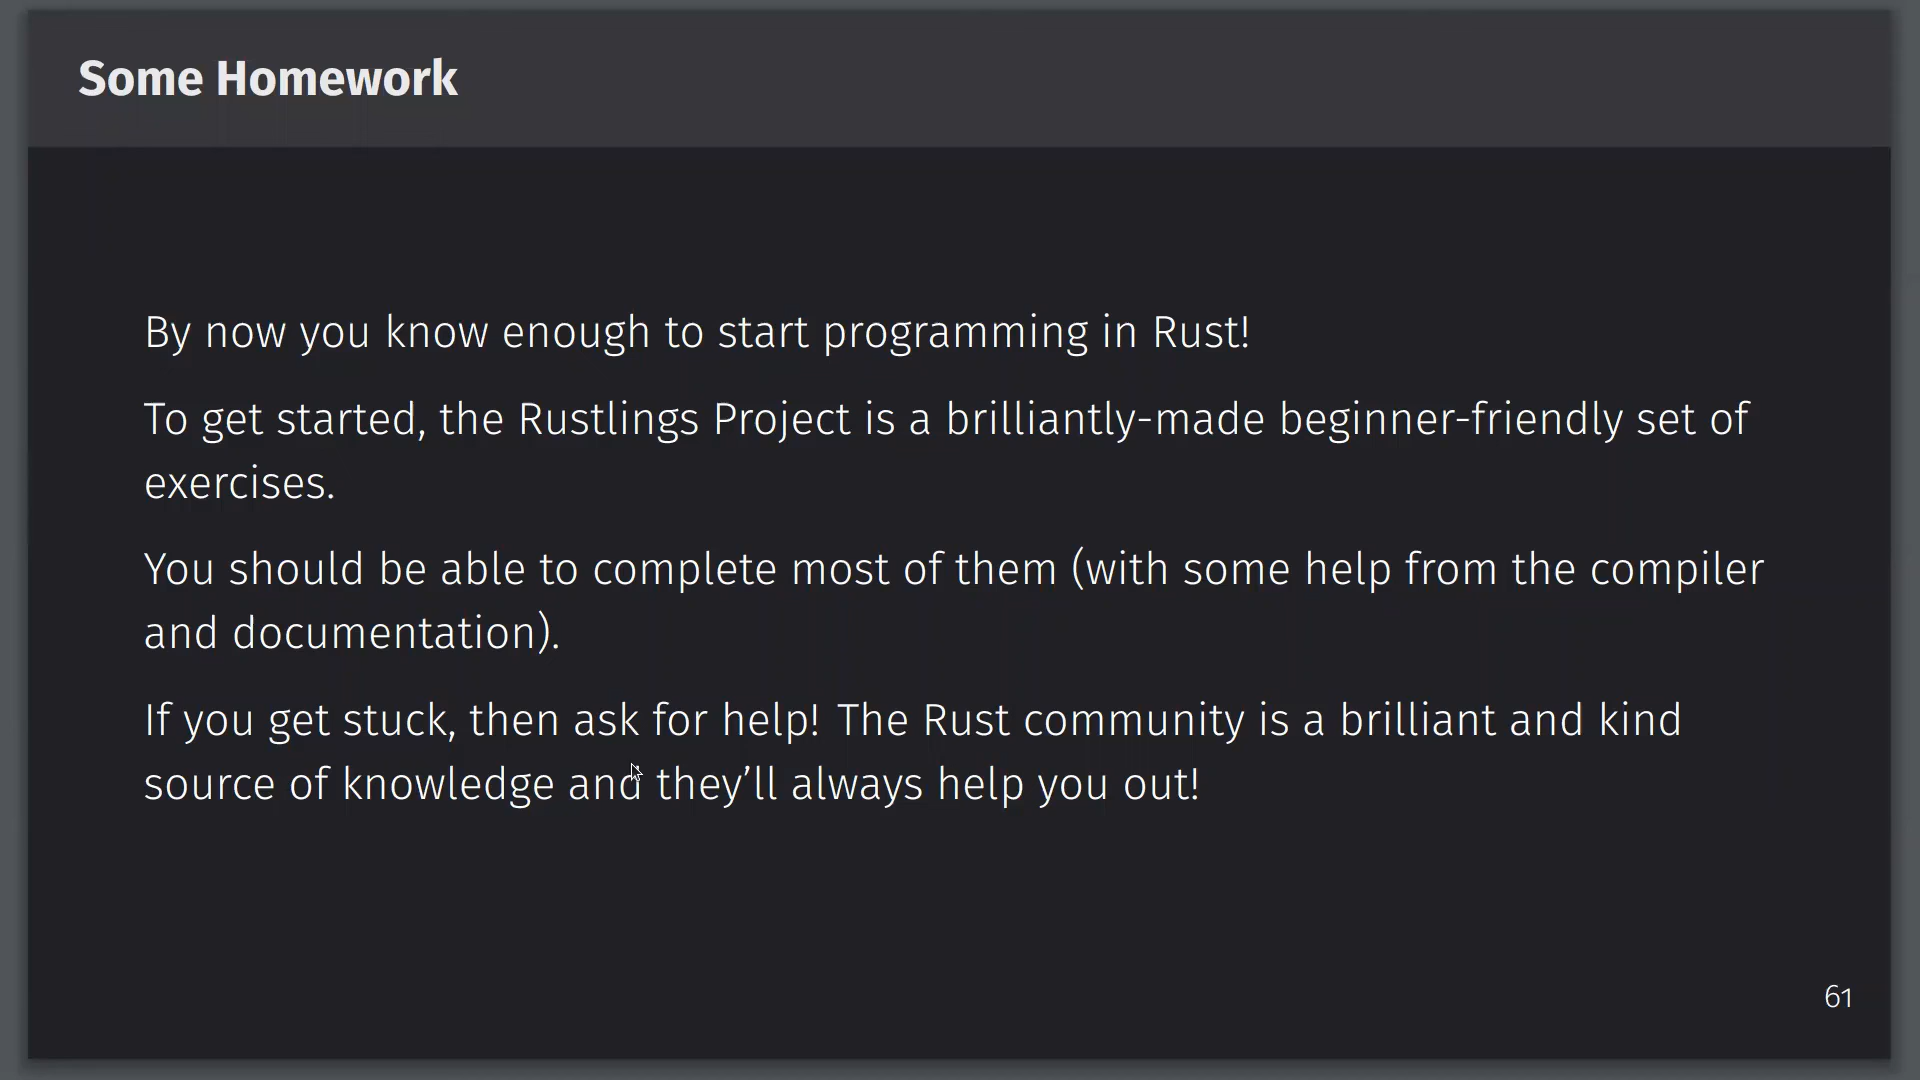 Some Homework
By now you know enough to start programming in Rust!
To get started, the Rustlings Project is a brilliantly-made beginner-friendly set of
exercises.
You should be able to complete most of them (with some help from the compiler
and documentation).
If you get stuck, then ask for help! The Rust community is a brilliant and kind
source of knowledge and they’ll always help you out!
61